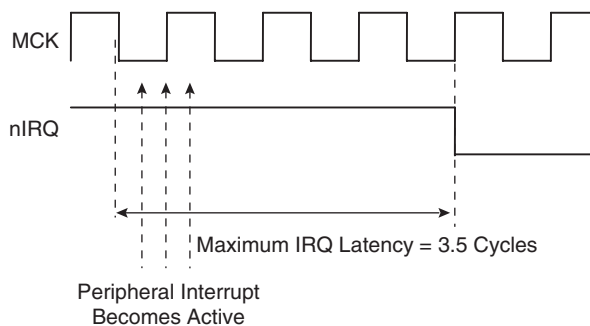 MCK
nIRQ
Maximum IRQ Latency = 3.5 Cycles
Peripheral Interrupt
Becomes Active